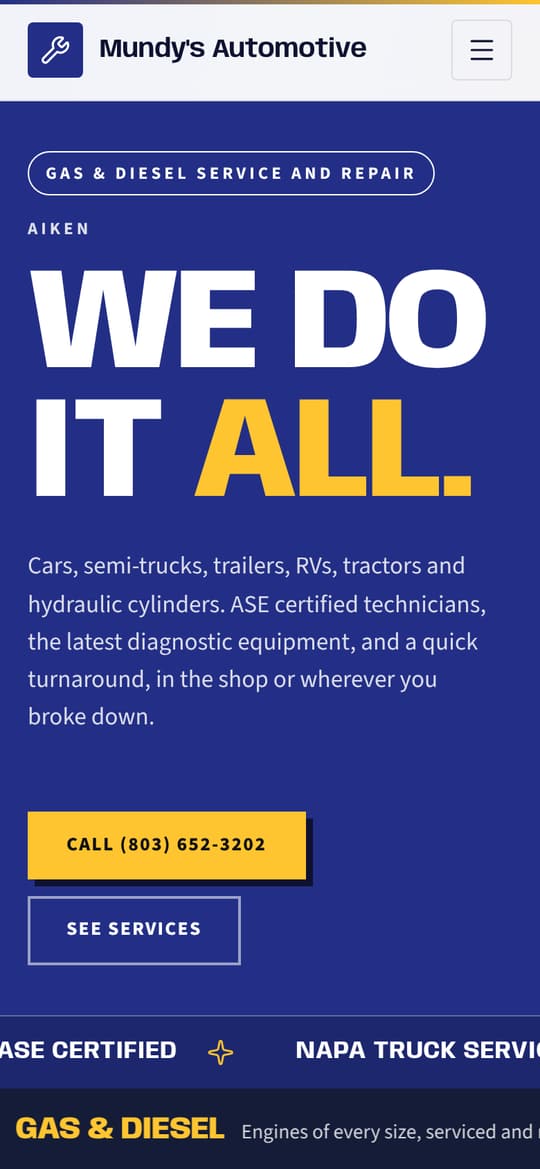 Mundy's Automotive
GAS & DIESEL SERVICE AND REPAIR
AIKEN
WE DO
IT ALL.
Cars, semi-trucks, trailers, RVs, tractors and
hydraulic cylinders. ASE certified technicians,
the latest diagnostic equipment, and a quick
turnaround, in the shop or wherever you
broke down.
CALL (803) 652-3202
SEE SERVICES
ASE CERTIFIED NAPA TRUCK
GAS & DIESEL Engines of every size, serviced and